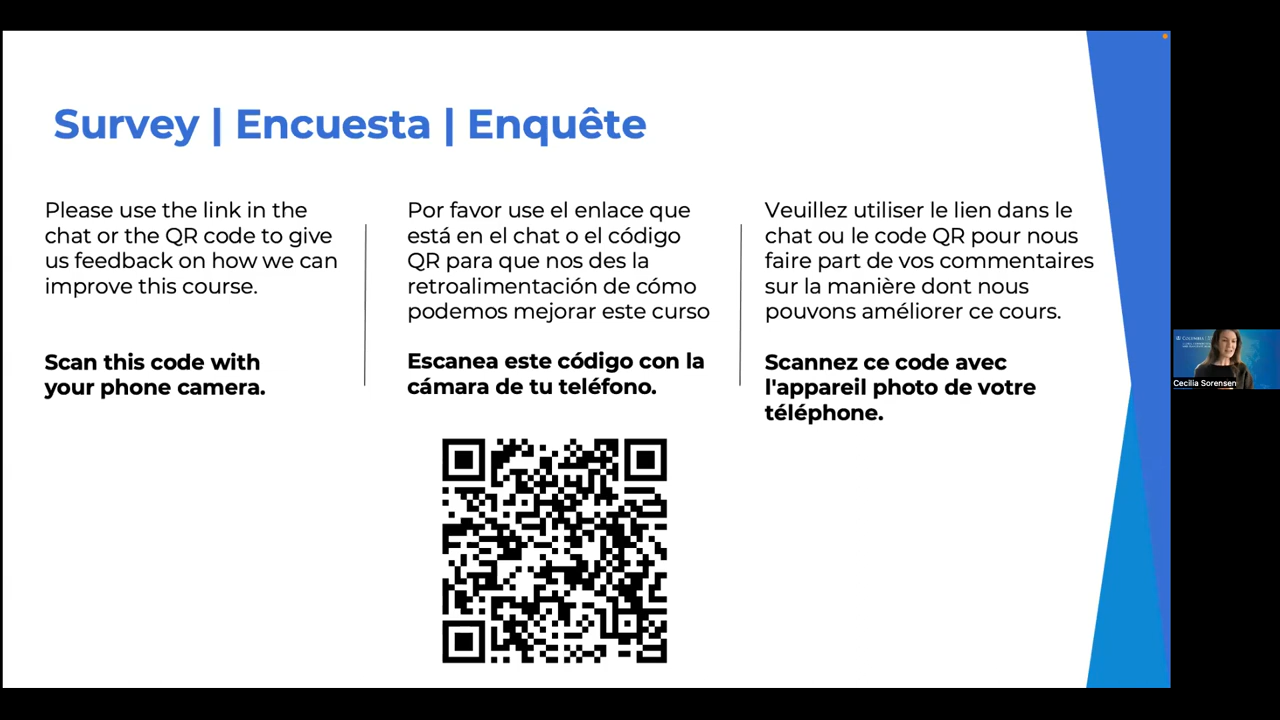 Survey | Encuesta | Enquête
Please use the link in the
chat or the QR code to give
us feedback on how we can
improve this course.
Scan this code with
your phone camera.
Por favor use el enlace que
está en el chat o el código
QR para que nos des la
retroalimentación de cómo
podemos mejorar este curso
Escanea este código con la
cámara de tu teléfono.
Veuillez utiliser le lien dans le
chat ou le code QR pour nous
faire part de vos commentaires
sur la manière dont nous
pouvons améliorer ce cours.
Scannez ce code avec
l'appareil photo de votre
téléphone.
Cecilia Sorensen